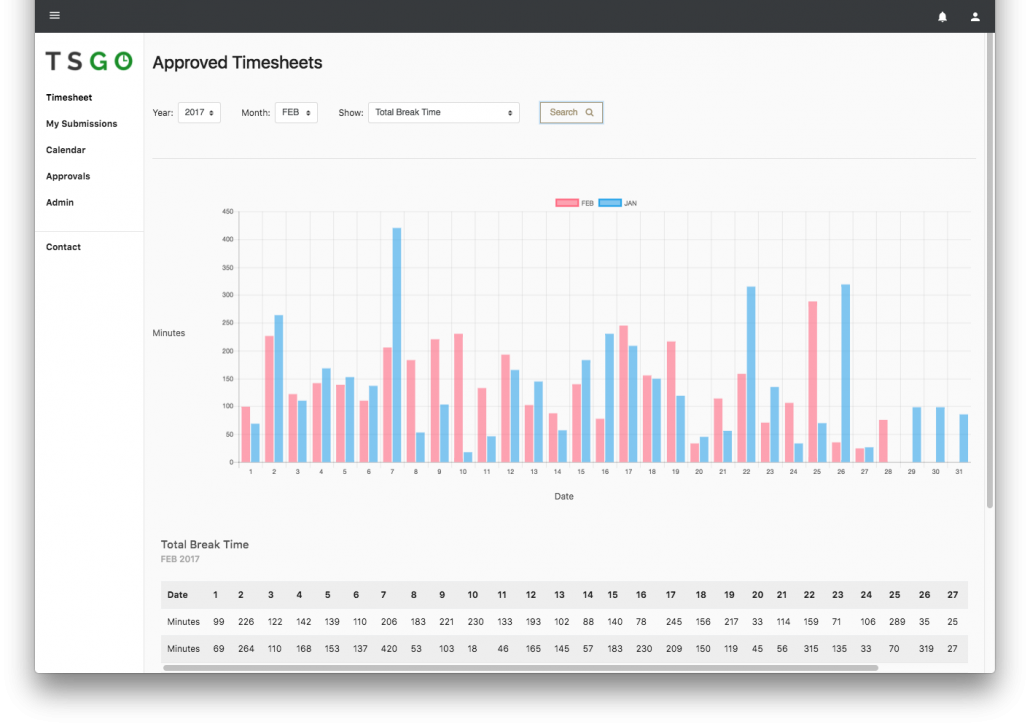 TSGO
Approved Timesheets
Timesheet
My Submissions
Calendar
Approvals
Admin
Contact
Year: 2017 Month: FEB Show: Total Break Time Search
FEB JAN
450
400
350
300
250
200
150
100
50
0
Minutes
1 2 3 4 5 6 7 8 9 10 11 12 13 14 15 16 17 18 19 20 21 22 23 24 25 26 27 28 29 30 31
Date
Total Break Time
FEB 2017
Date 1 2 3 4 5 6 7 8 9 10 11 12 13 14 15 16 17 18 19 20 21 22 23 24 25 26 27
Minutes 99 226 122 142 139 110 206 183 221 230 133 193 102 88 140 78 245 156 217 33 114 159 71 106 289 35 25
Minutes 69 264 110 168 153 137 420 53 103 18 46 165 145 57 183 230 209 150 119 45 56 315 135 33 70 319 27